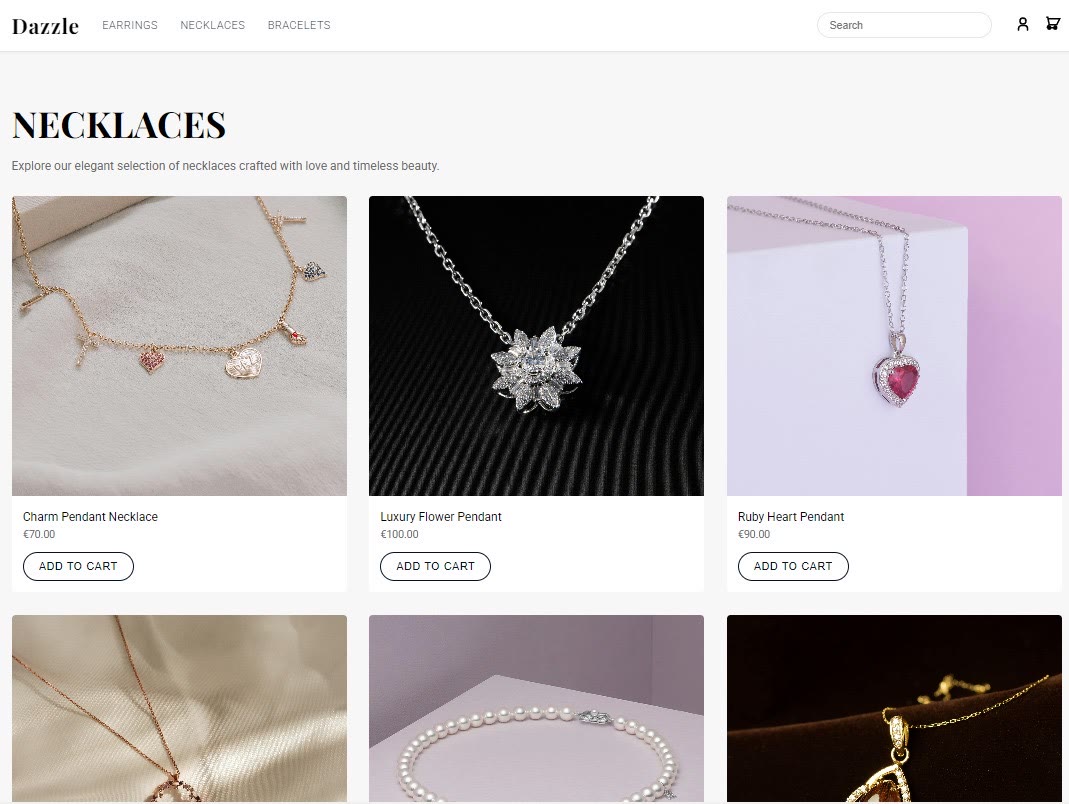 Dazzle EARRINGS NECKLACES BRACELETS Search
NECKLACES
Explore our elegant selection of necklaces crafted with love and timeless beauty.
Charm Pendant Necklace
€70.00
ADD TO CART
Luxury Flower Pendant
€100.00
ADD TO CART
Ruby Heart Pendant
€90.00
ADD TO CART